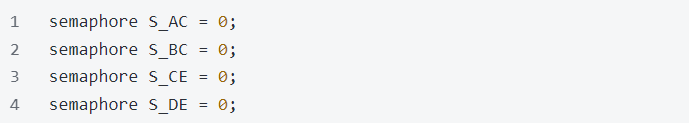 1 semaphore S_AC = 0;
2 semaphore S_BC = 0;
3 semaphore S_CE = 0;
4 semaphore S_DE = 0;